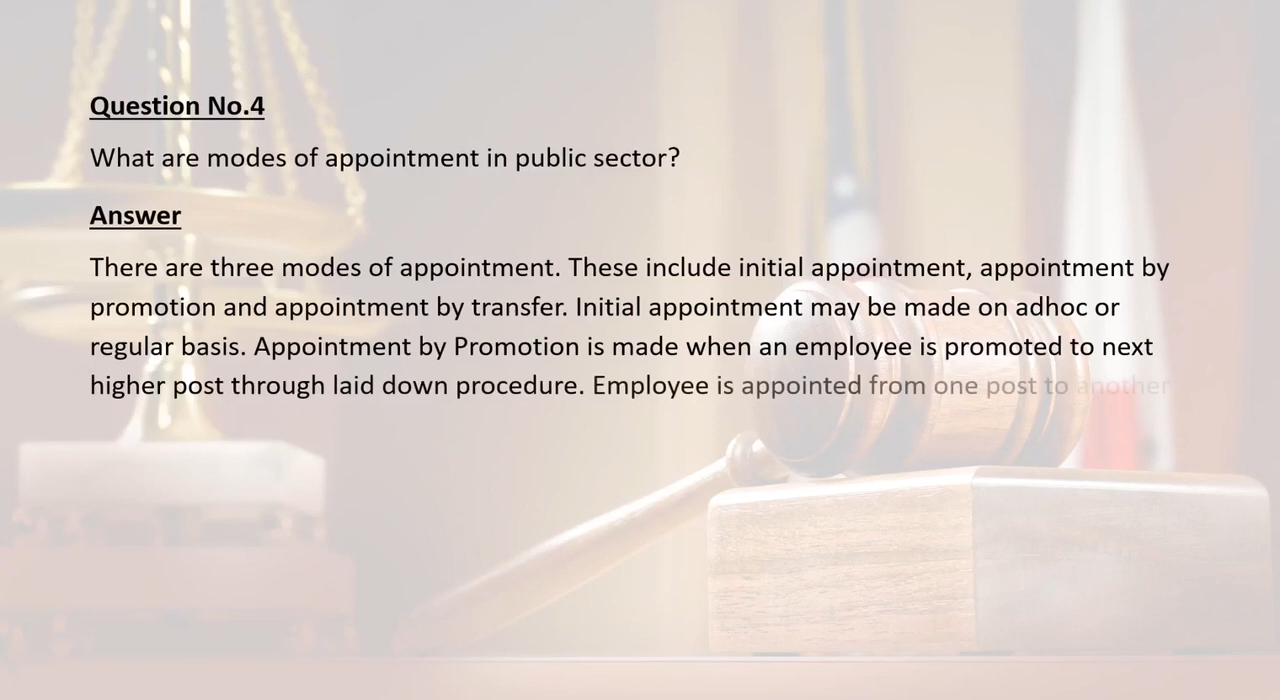 Question No.4
What are modes of appointment in public sector?
Answer
There are three modes of appointment. These include initial appointment, appointment by
promotion and appointment by transfer. Initial appointment may be made on adhoc or
regular basis. Appointment by Promotion is made when an employee is promoted to next
higher post through laid down procedure. Employee is appointed from one post to another